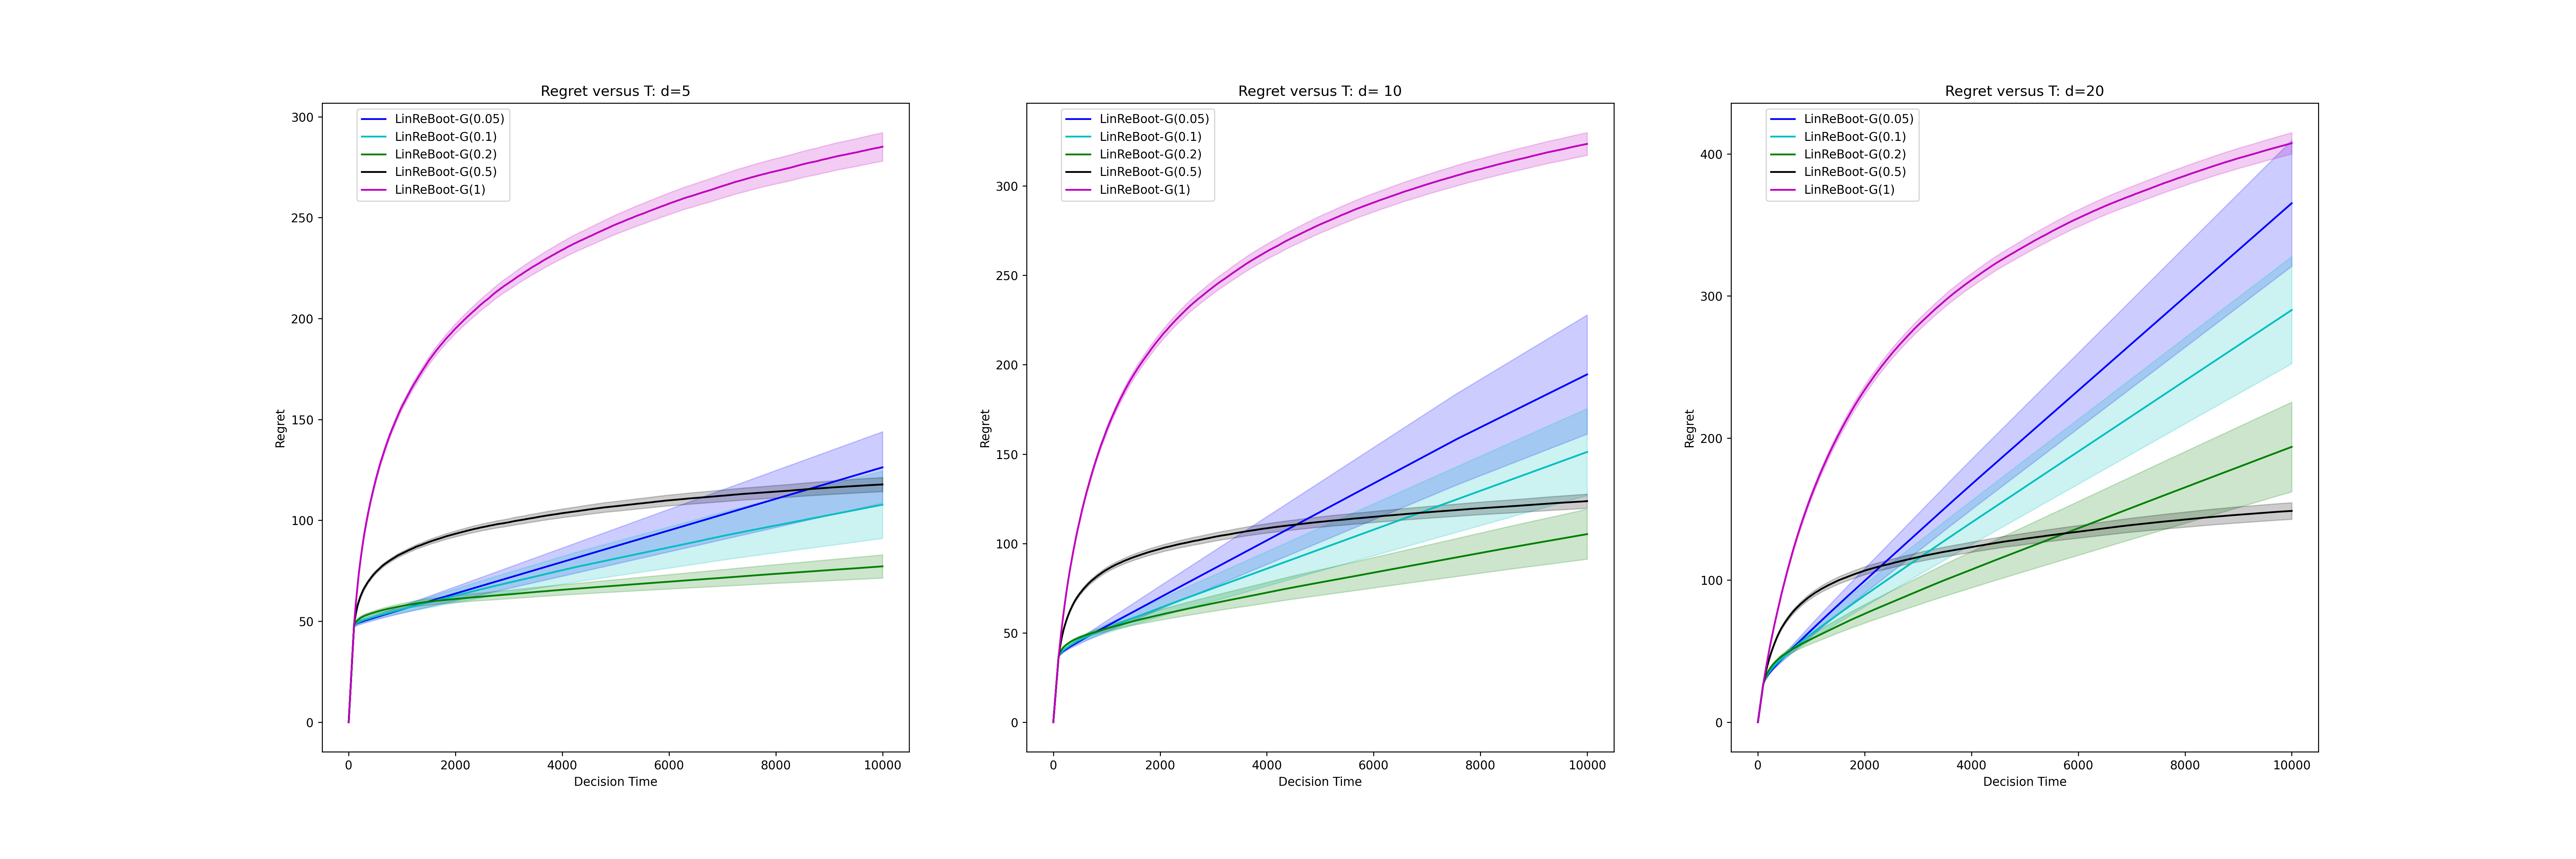 Regret versus T: d=5
300
250
200
150
100
50
0
Regret
0 2000 4000 6000 8000 10000
Decision Time
LinReBoot-G(0.05)
LinReBoot-G(0.1)
LinReBoot-G(0.2)
LinReBoot-G(0.5)
LinReBoot-G(1)
Regret versus T: d= 10
300
250
200
150
100
50
0
Regret
0 2000 4000 6000 8000 10000
Decision Time
LinReBoot-G(0.05)
LinReBoot-G(0.1)
LinReBoot-G(0.2)
LinReBoot-G(0.5)
LinReBoot-G(1)
Regret versus T: d=20
400
300
200
100
0
Regret
0 2000 4000 6000 8000 10000
Decision Time
LinReBoot-G(0.05)
LinReBoot-G(0.1)
LinReBoot-G(0.2)
LinReBoot-G(0.5)
LinReBoot-G(1)